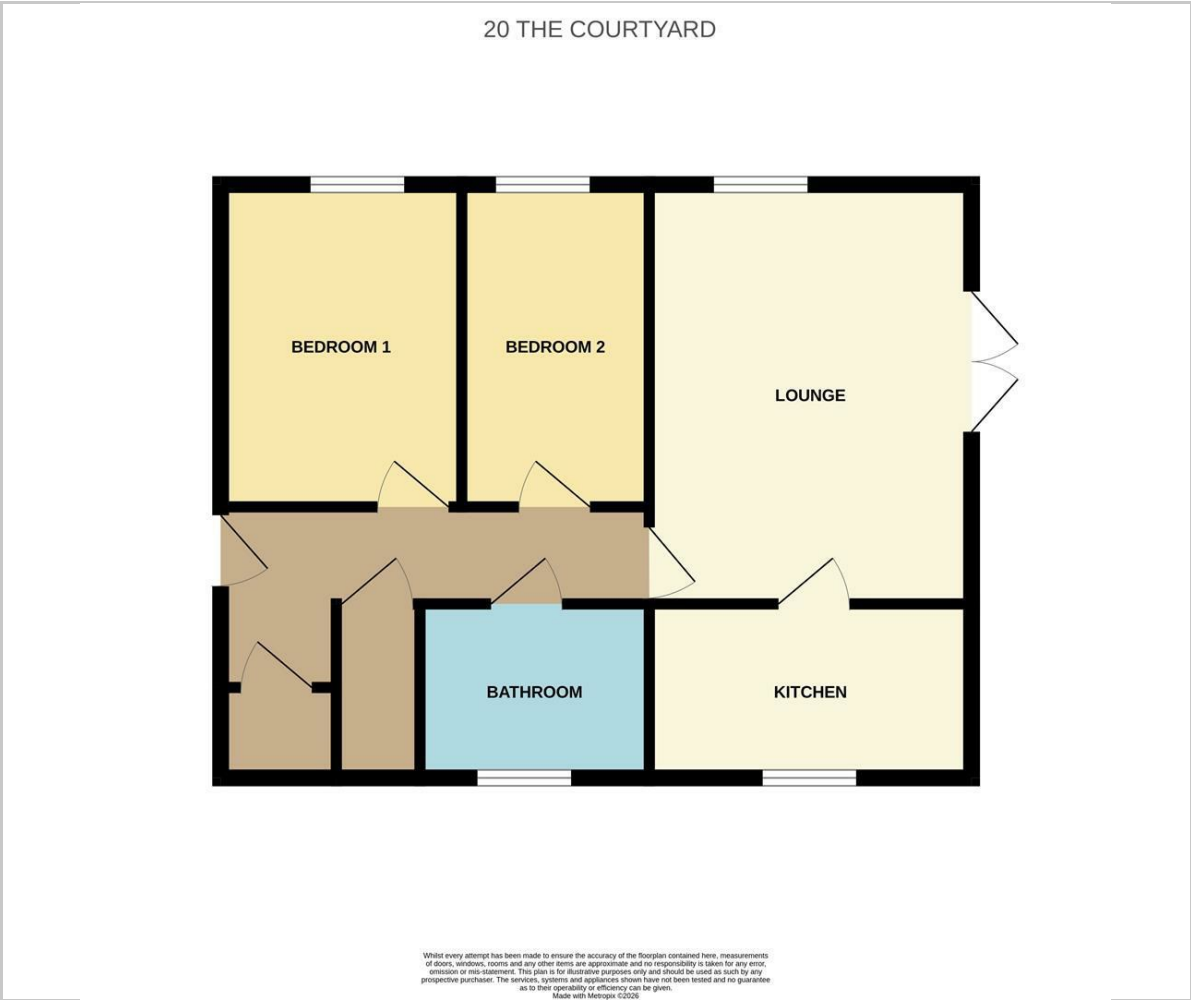 20 THE COURTYARD
BEDROOM 1
BEDROOM 2
LOUNGE
BATHROOM
KITCHEN
Whilst every attempt has been made to ensure the accuracy of the floorplan contained here, measurements
of doors, windows, rooms and any other items are approximate and no responsibility is taken for any error,
omission or mis-statement. This plan is for illustrative purposes only and should be used as such by any
prospective purchaser. The services, systems and appliances shown have not been tested and no guarantee
as to their operability or efficiency can be given.
Made with Metropix ©2026